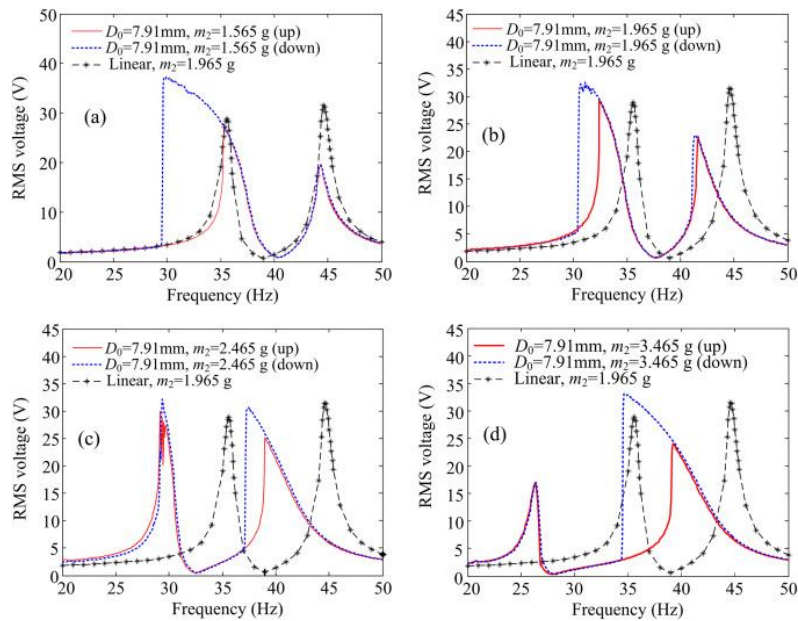 D₀=7.91mm, m₂=1.565 g (up)
D₀=7.91mm, m₂=1.565 g (down)
Linear, m₂=1.965 g
(a)
RMS voltage (V)
50
40
30
20
10
0
20 25 30 35 40 45 50
Frequency (Hz)
D₀=7.91mm, m₂=1.965 g (up)
D₀=7.91mm, m₂=1.965 g (down)
Linear, m₂=1.965 g
(b)
RMS voltage (V)
45
40
35
30
25
20
15
10
5
0
20 25 30 35 40 45 50
Frequency (Hz)
D₀=7.91mm, m₂=2.465 g (up)
D₀=7.91mm, m₂=2.465 g (down)
Linear, m₂=1.965 g
(c)
RMS voltage (V)
45
40
35
30
25
20
15
10
5
0
20 25 30 35 40 45 50
Frequency (Hz)
D₀=7.91mm, m₂=3.465 g (up)
D₀=7.91mm, m₂=3.465 g (down)
Linear, m₂=1.965 g
(d)
RMS voltage (V)
45
40
35
30
25
20
15
10
5
0
20 25 30 35 40 45 50
Frequency (Hz)